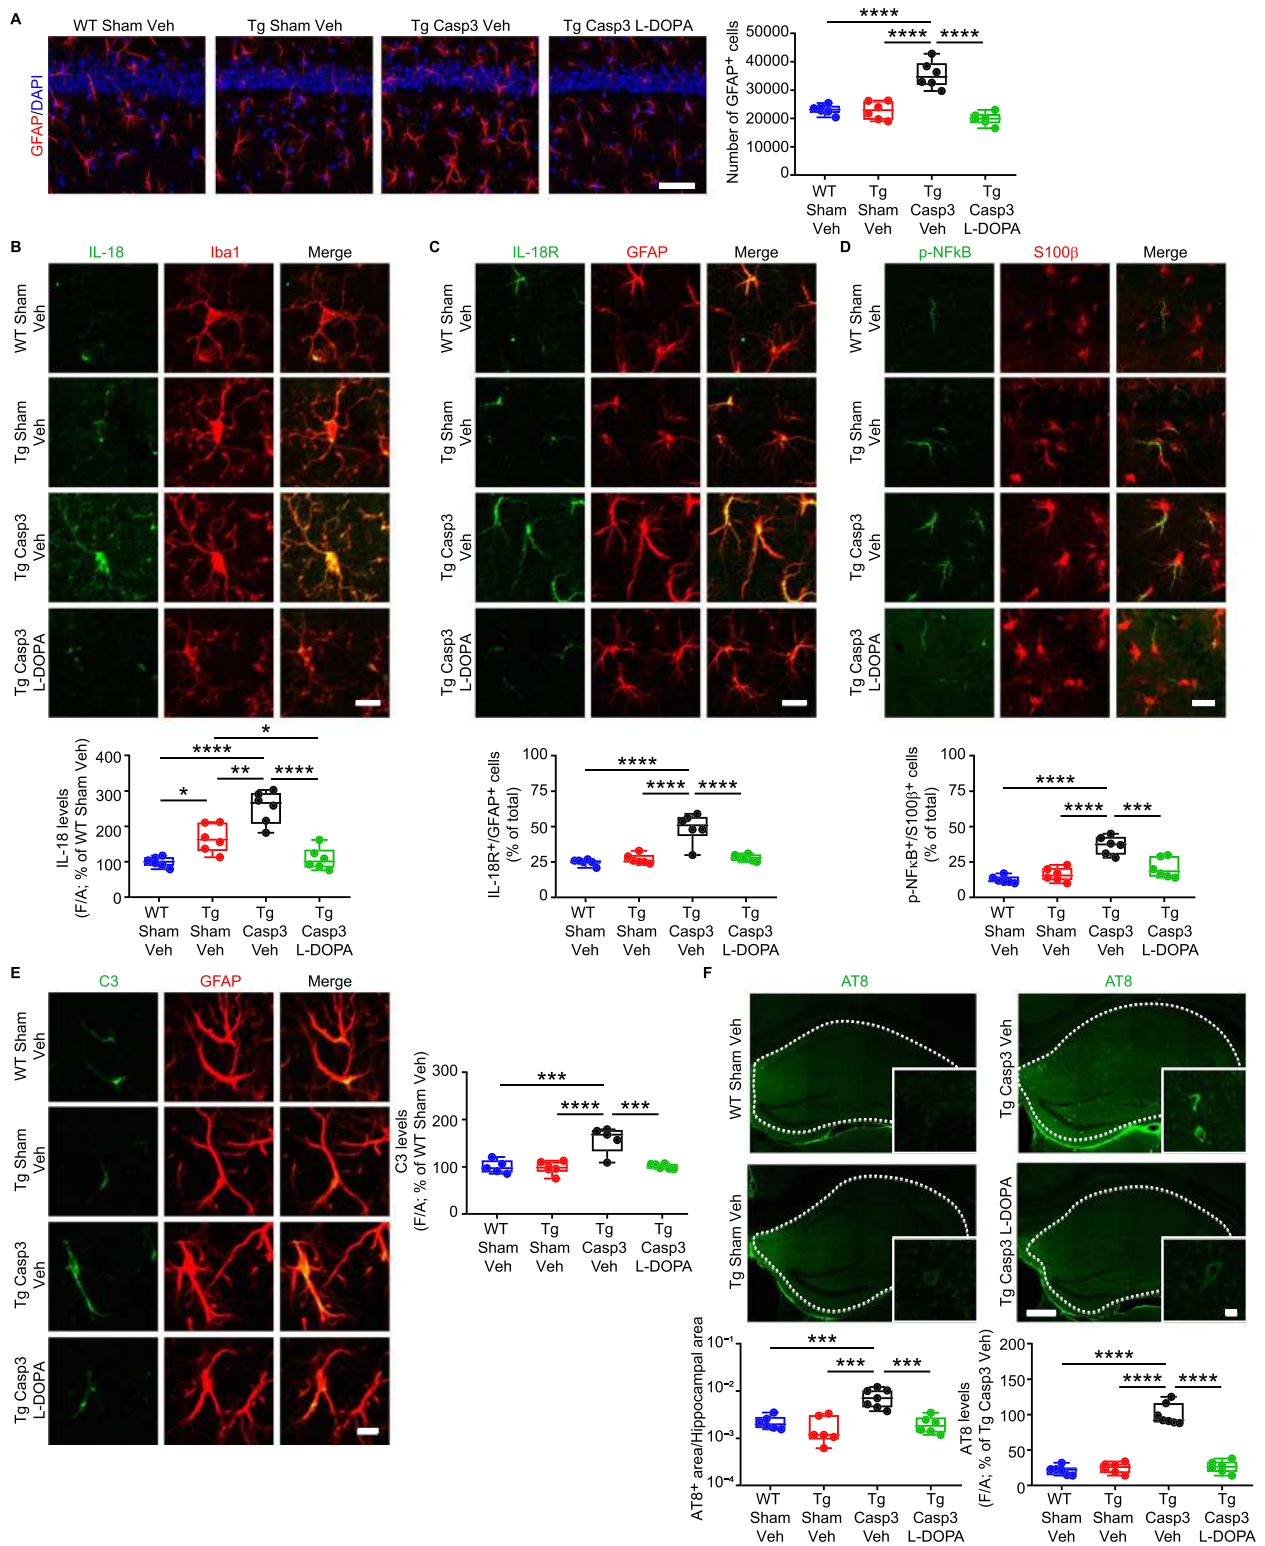 A
WT Sham Veh
Tg Sham Veh
Tg Casp3 Veh
Tg Casp3 L-DOPA
GFAP/DAPI
Number of GFAP+ cells
50000
40000
30000
20000
10000
0
****
**** ****
WT Sham Veh
Tg Sham Veh
Tg Casp3 Veh
Tg Casp3 L-DOPA
B
IL-18
Iba1
Merge
WT Sham Veh
Tg Sham Veh
Tg Casp3 Veh
Tg Casp3 L-DOPA
IL-18 levels
(F/A; % of WT Sham Veh)
400
300
200
100
0
*
****
** ****
*
WT Sham Veh
Tg Sham Veh
Tg Casp3 Veh
Tg Casp3 L-DOPA
C
IL-18R
GFAP
Merge
WT Sham Veh
Tg Sham Veh
Tg Casp3 Veh
Tg Casp3 L-DOPA
IL-18R+/GFAP+ cells
(% of total)
100
75
50
25
0
****
**** ****
WT Sham Veh
Tg Sham Veh
Tg Casp3 Veh
Tg Casp3 L-DOPA
D
p-NFkB
S100β
Merge
WT Sham Veh
Tg Sham Veh
Tg Casp3 Veh
Tg Casp3 L-DOPA
p-NFκB+/S100β+ cells
(% of total)
100
75
50
25
0
****
**** ***
WT Sham Veh
Tg Sham Veh
Tg Casp3 Veh
Tg Casp3 L-DOPA
E
C3
GFAP
Merge
WT Sham Veh
Tg Sham Veh
Tg Casp3 Veh
Tg Casp3 L-DOPA
C3 levels
(F/A; % of WT Sham Veh)
300
200
100
0
***
**** ***
WT Sham Veh
Tg Sham Veh
Tg Casp3 Veh
Tg Casp3 L-DOPA
F
AT8
AT8
WT Sham Veh
Tg Casp3 Veh
Tg Sham Veh
Tg Casp3 L-DOPA
AT8+ area/Hippocampal area
10⁻¹
10⁻²
10⁻³
10⁻⁴
***
*** ***
WT Sham Veh
Tg Sham Veh
Tg Casp3 Veh
Tg Casp3 L-DOPA
AT8 levels
(F/A; % of Tg Casp3 Veh)
200
150
100
50
0
****
**** ****
WT Sham Veh
Tg Sham Veh
Tg Casp3 Veh
Tg Casp3 L-DOPA